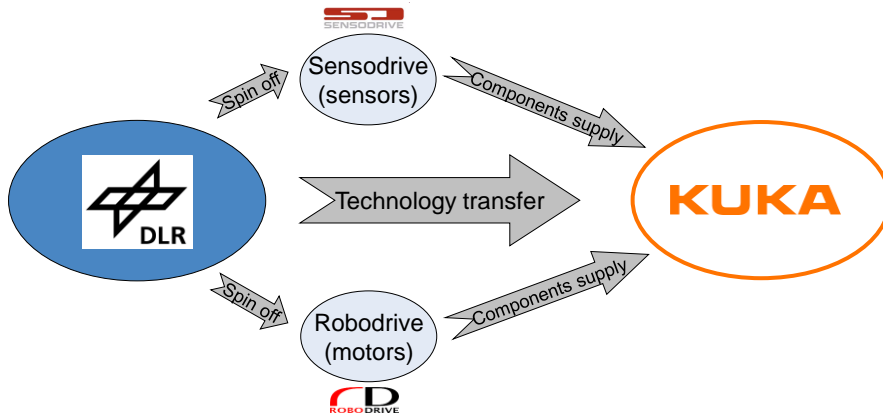 SENSODRIVE
Sensodrive
(sensors)
Spin off
Components supply
DLR
Technology transfer
KUKA
Spin off
Components supply
Robodrive
(motors)
ROBODRIVE